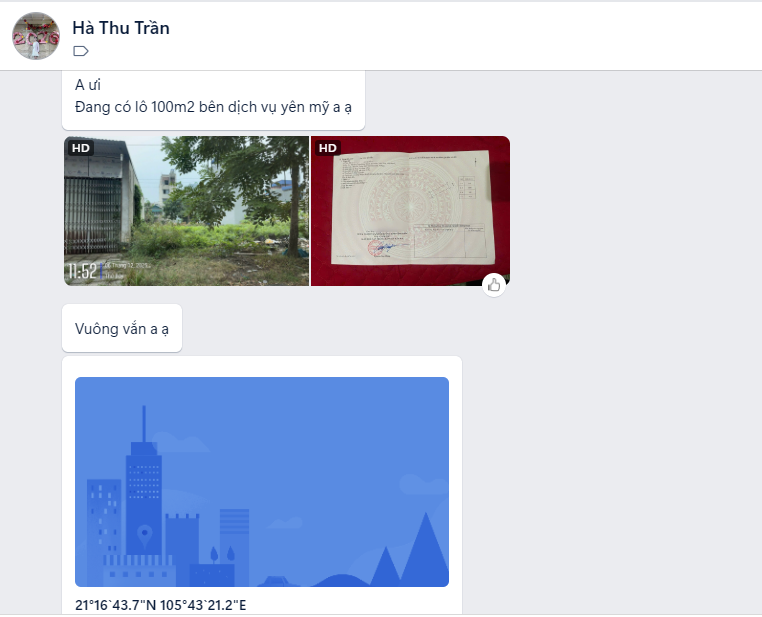 Hà Thu Trần
A ưi
Đang có lô 100m2 bên dịch vụ yên mỹ a ạ
HD
HD
11:52
Vuông vắn a ạ
21°16`43.7"N 105°43`21.2"E